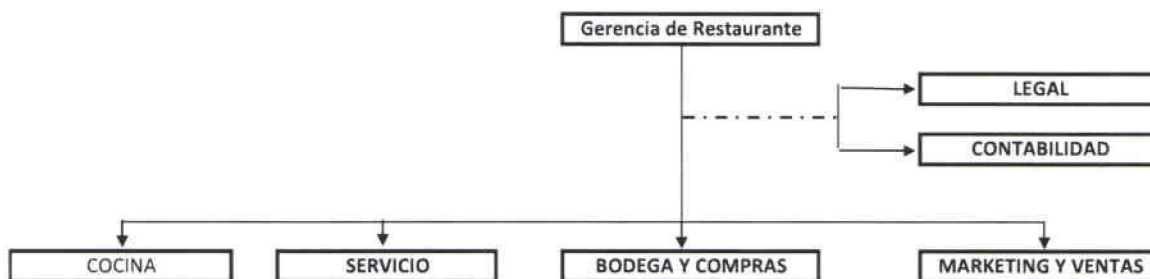 Gerencia de Restaurante
LEGAL
CONTABILIDAD
COCINA
SERVICIO
BODEGA Y COMPRAS
MARKETING Y VENTAS